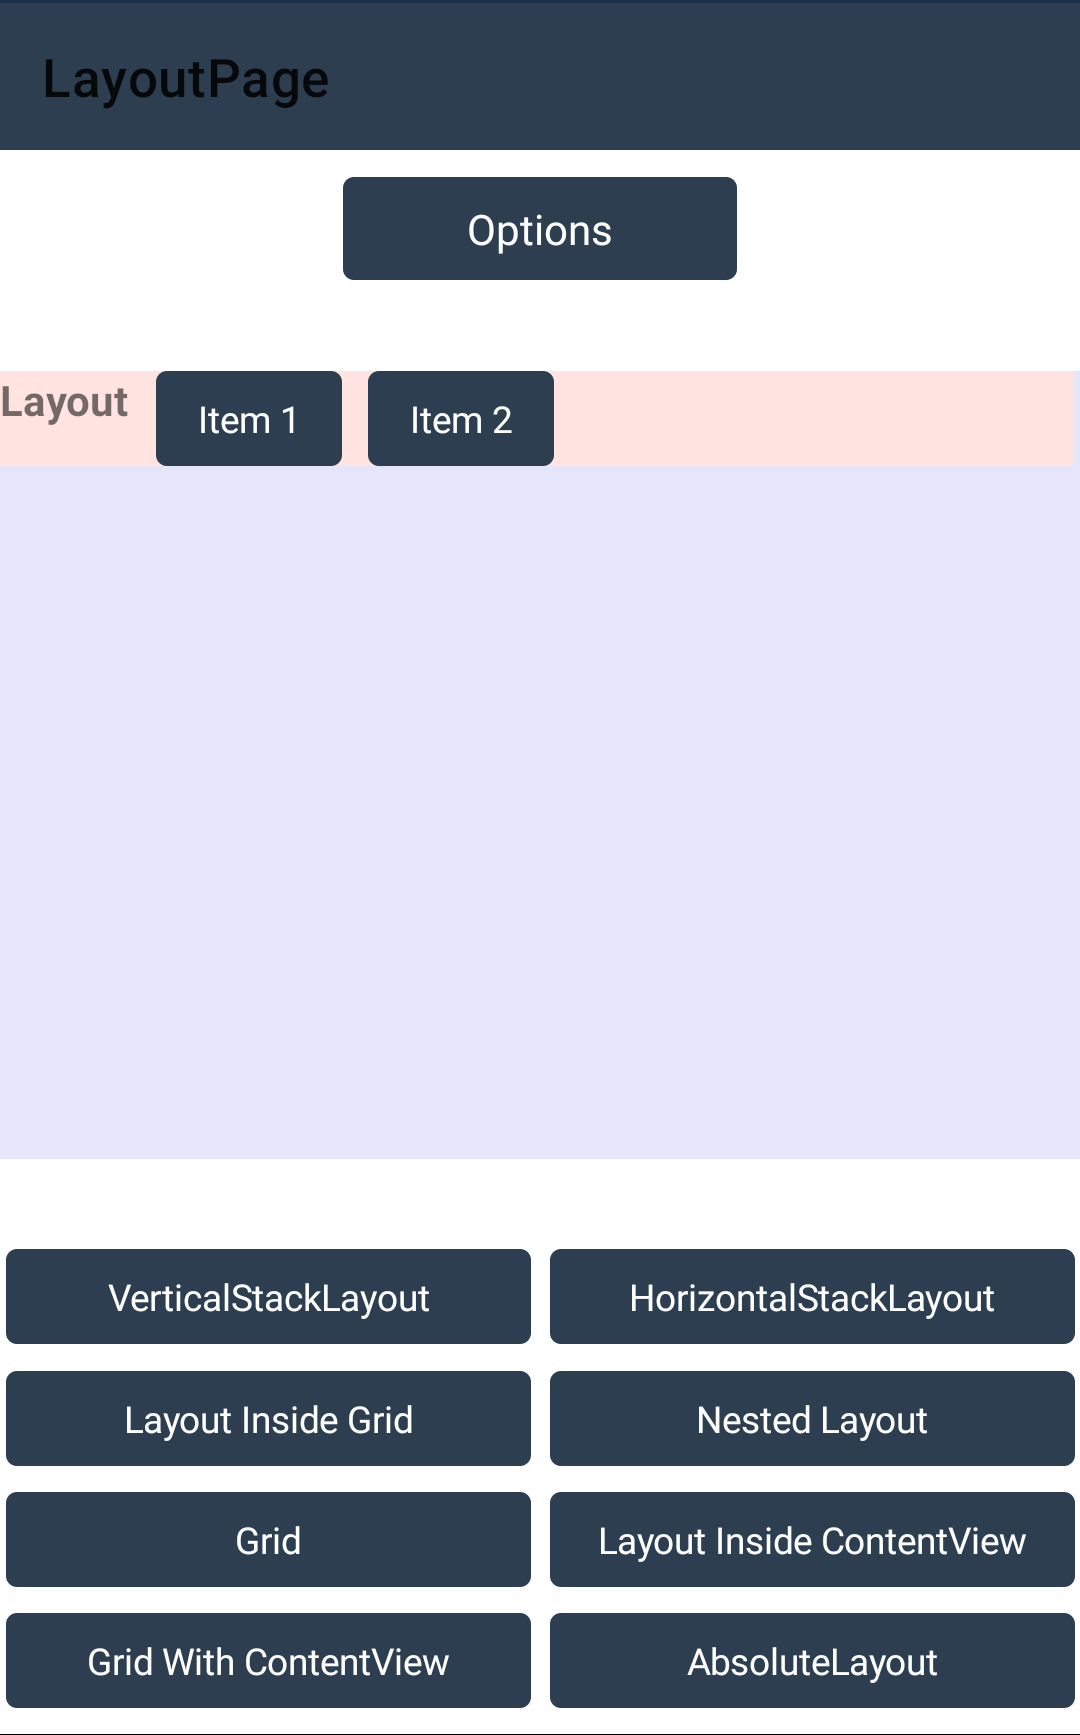 LayoutPage
Options
Layout Item 1 Item 2
VerticalStackLayout HorizontalStackLayout
Layout Inside Grid Nested Layout
Grid Layout Inside ContentView
Grid With ContentView AbsoluteLayout